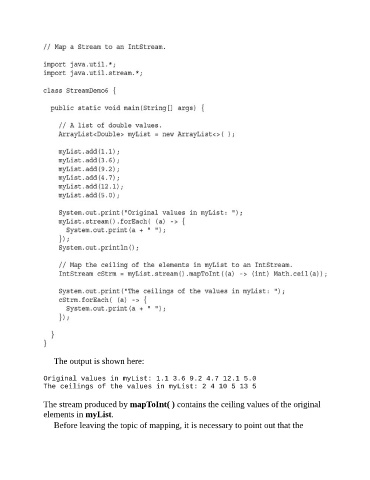 // Map a Stream to an IntStream.
import java.util.*;
import java.util.stream.*;
class StreamDemo6 {
public static void main(String[] args) {
// A list of double values.
ArrayList<Double> myList = new ArrayList<>( );
myList.add(1.1);
myList.add(3.6);
myList.add(9.2);
myList.add(4.7);
myList.add(12.1);
myList.add(5.0);
System.out.print("Original values in myList: ");
myList.stream().forEach( (a) -> {
System.out.print(a + " ");
});
System.out.println();
// Map the ceiling of the elements in myList to an IntStream.
IntStream cStrm = myList.stream().mapToInt((a) -> (int) Math.ceil(a));
System.out.print("The ceilings of the values in myList: ");
cStrm.forEach( (a) -> {
System.out.print(a + " ");
});
}
}
The output is shown here:
Original values in myList: 1.1 3.6 9.2 4.7 12.1 5.0
The ceilings of the values in myList: 2 4 10 5 13 5
The stream produced by mapToInt( ) contains the ceiling values of the original
elements in myList.
Before leaving the topic of mapping, it is necessary to point out that the